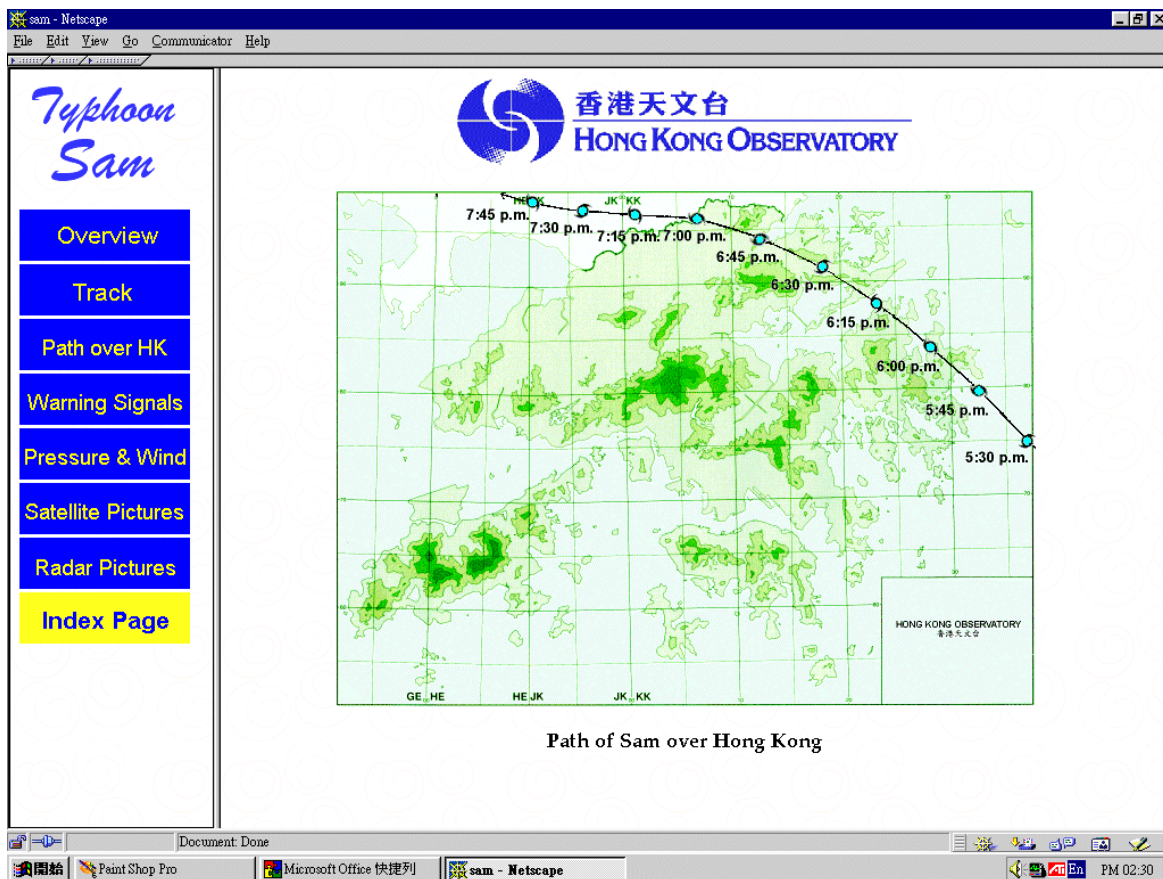 sam - Netscape
File Edit View Go Communicator Help
Typhoon
Sam
Overview
Track
Path over HK
Warning Signals
Pressure & Wind
Satellite Pictures
Radar Pictures
Index Page
香港天文台
HONG KONG OBSERVATORY
JK KK
7:45 p.m.
7:30 p.m.
7:15 p.m.
7:00 p.m.
6:45 p.m.
6:30 p.m.
6:15 p.m.
6:00 p.m.
5:45 p.m.
5:30 p.m.
HONG KONG OBSERVATORY
香港天文台
GE HE
HE JK
JK KK
Path of Sam over Hong Kong
Document: Done
開始
Paint Shop Pro
Microsoft Office 快捷列
sam - Netscape
En
PM 02:30